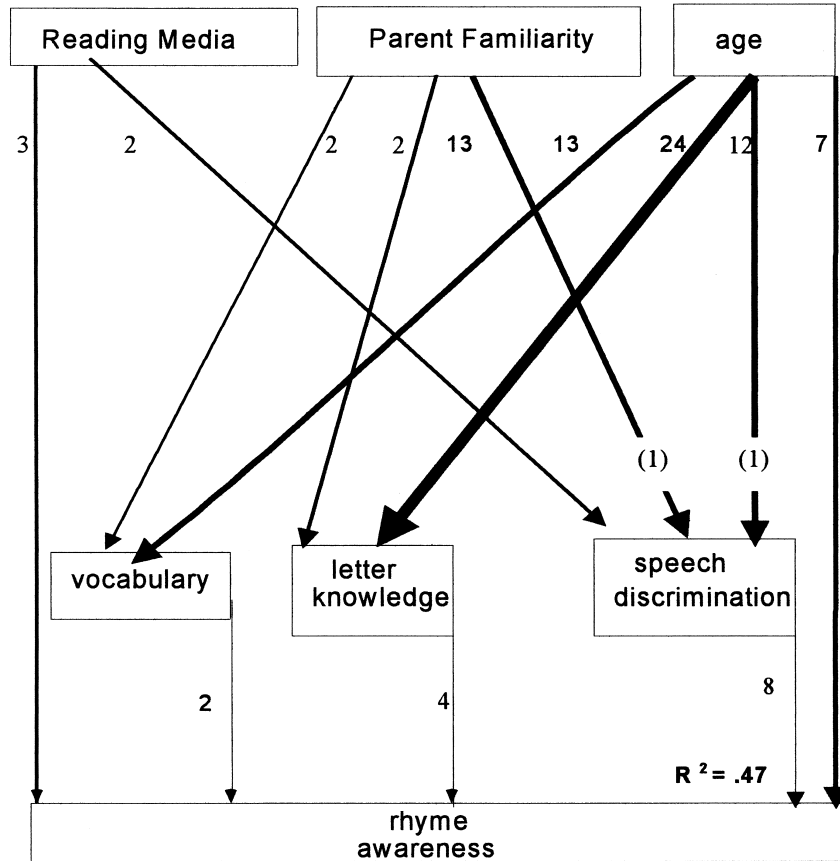 Reading Media
Parent Familiarity
age
3
2
2
2
13
13
24
12
7
(1)
(1)
vocabulary
letter
knowledge
speech
discrimination
2
4
8
R² = .47
rhyme
awareness